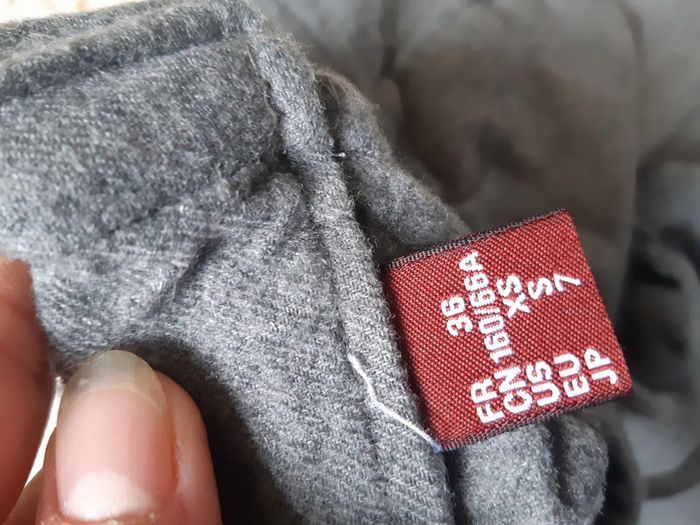 FR 36
CN 160/66A
US XS
EU S
JP 7